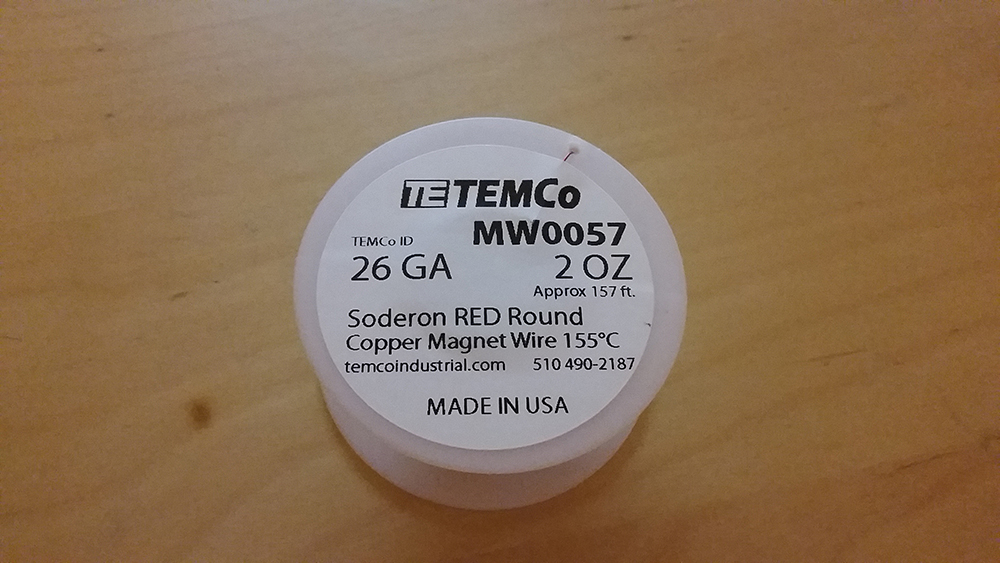 TE TEMCo
TEMCo ID MW0057
26 GA 2 OZ
Approx 157 ft.
Soderon RED Round
Copper Magnet Wire 155°C
temcoindustrial.com 510 490-2187
MADE IN USA